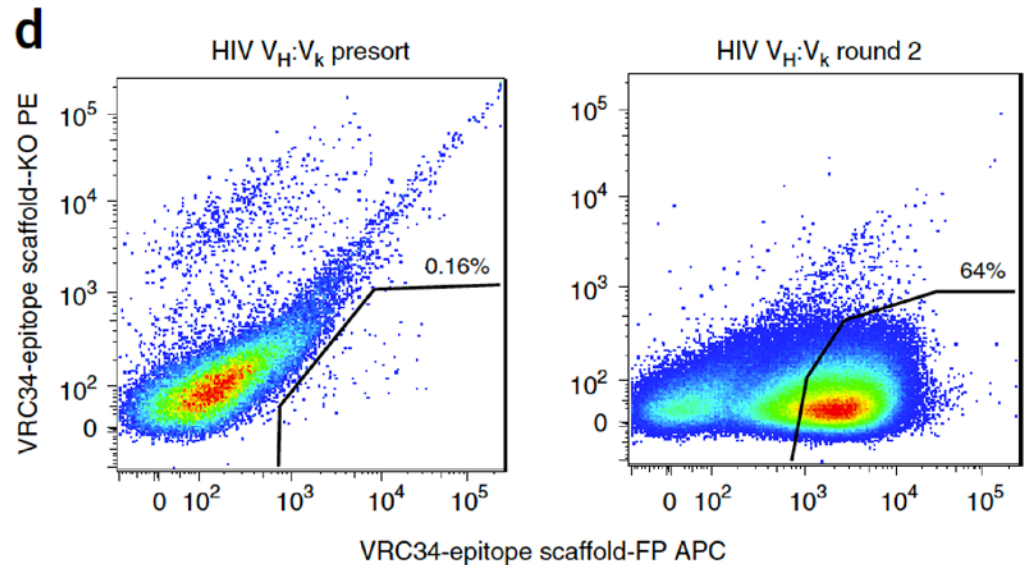 d
HIV VH:Vk presort
HIV VH:Vk round 2
VRC34-epitope scaffold--KO PE
10⁵
10⁴
10³
10²
0
0.16%
0 10² 10³ 10⁴ 10⁵
10⁵
10⁴
10³
10²
0
64%
0 10² 10³ 10⁴ 10⁵
VRC34-epitope scaffold-FP APC